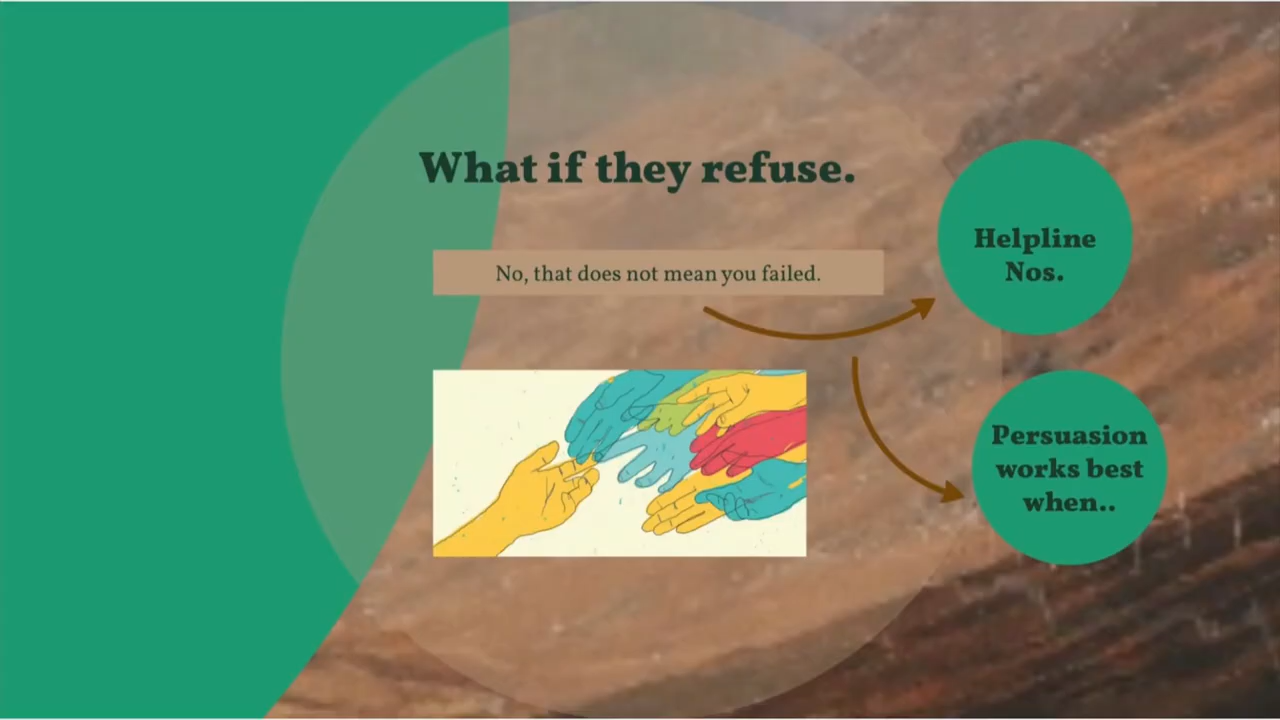 What if they refuse.
No, that does not mean you failed.
Helpline
Nos.
Persuasion
works best
when..